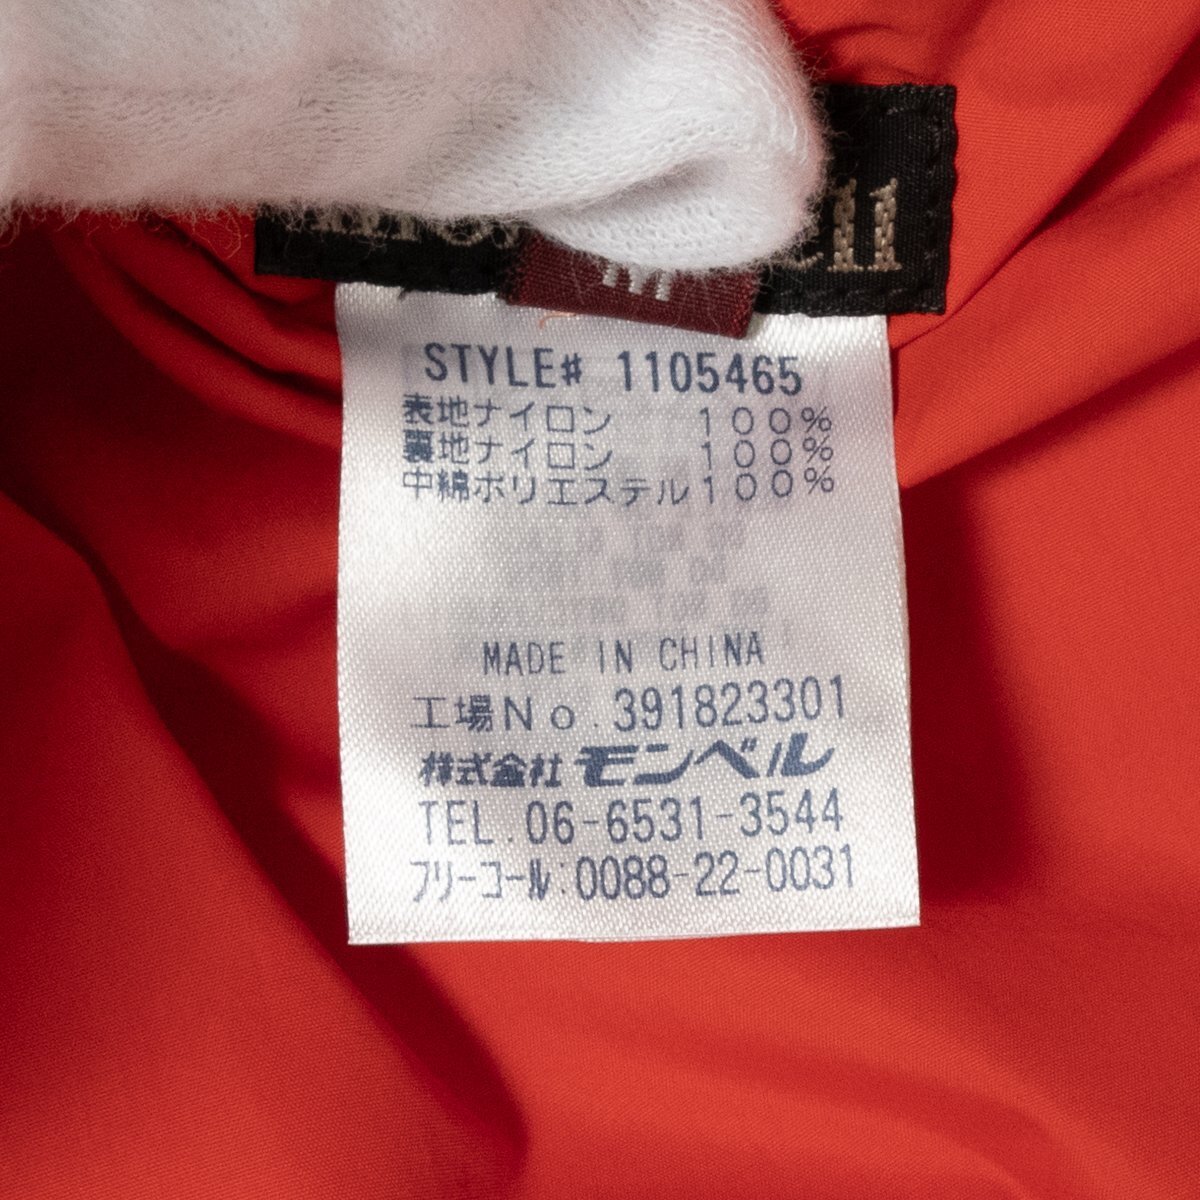 M
STYLE# 1105465
表地ナイロン 100%
裏地ナイロン 100%
中綿ポリエステル100%
MADE IN CHINA
工場No.391823301
株式会社モンベル
TEL.06-6531-3544
フリーコール:0088-22-0031